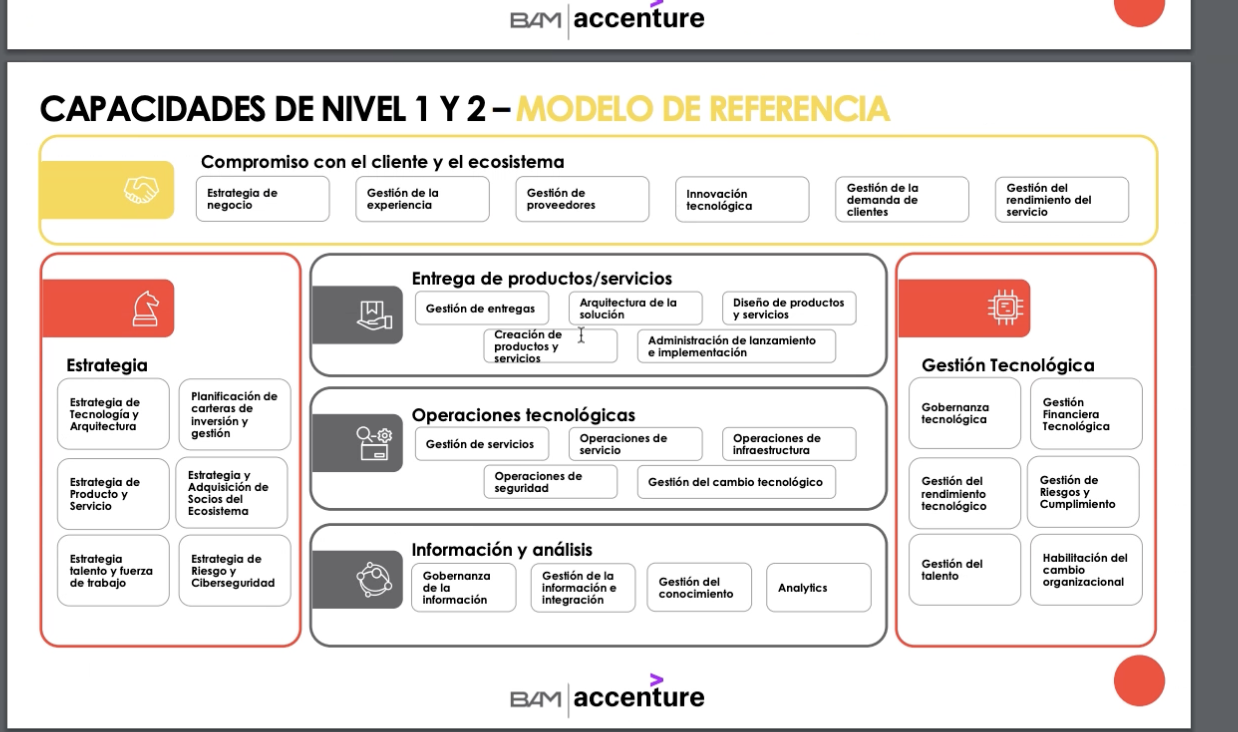 BAM accenture
CAPACIDADES DE NIVEL 1 Y 2 – MODELO DE REFERENCIA
Compromiso con el cliente y el ecosistema
Estrategia de
negocio
Gestión de la
experiencia
Gestión de
proveedores
Innovación
tecnológica
Gestión de la
demanda de
clientes
Gestión del
rendimiento del
servicio
Estrategia
Estrategia de
Tecnología y
Arquitectura
Planificación de
carteras de
inversión y
gestión
Estrategia de
Producto y
Servicio
Estrategia y
Adquisición de
Socios del
Ecosistema
Estrategia
talento y fuerza
de trabajo
Estrategia de
Riesgo y
Ciberseguridad
Entrega de productos/servicios
Gestión de entregas
Arquitectura de la
solución
Diseño de productos
y servicios
Creación de
productos y
servicios
Administración de lanzamiento
e implementación
Operaciones tecnológicas
Gestión de servicios
Operaciones de
servicio
Operaciones de
infraestructura
Operaciones de
seguridad
Gestión del cambio tecnológico
Información y análisis
Gobernanza
de la
información
Gestión de la
información e
integración
Gestión del
conocimiento
Analytics
Gestión Tecnológica
Gobernanza
tecnológica
Gestión
Financiera
Tecnológica
Gestión del
rendimiento
tecnológico
Gestión de
Riesgos y
Cumplimiento
Gestión del
talento
Habilitación del
cambio
organizacional
BAM accenture